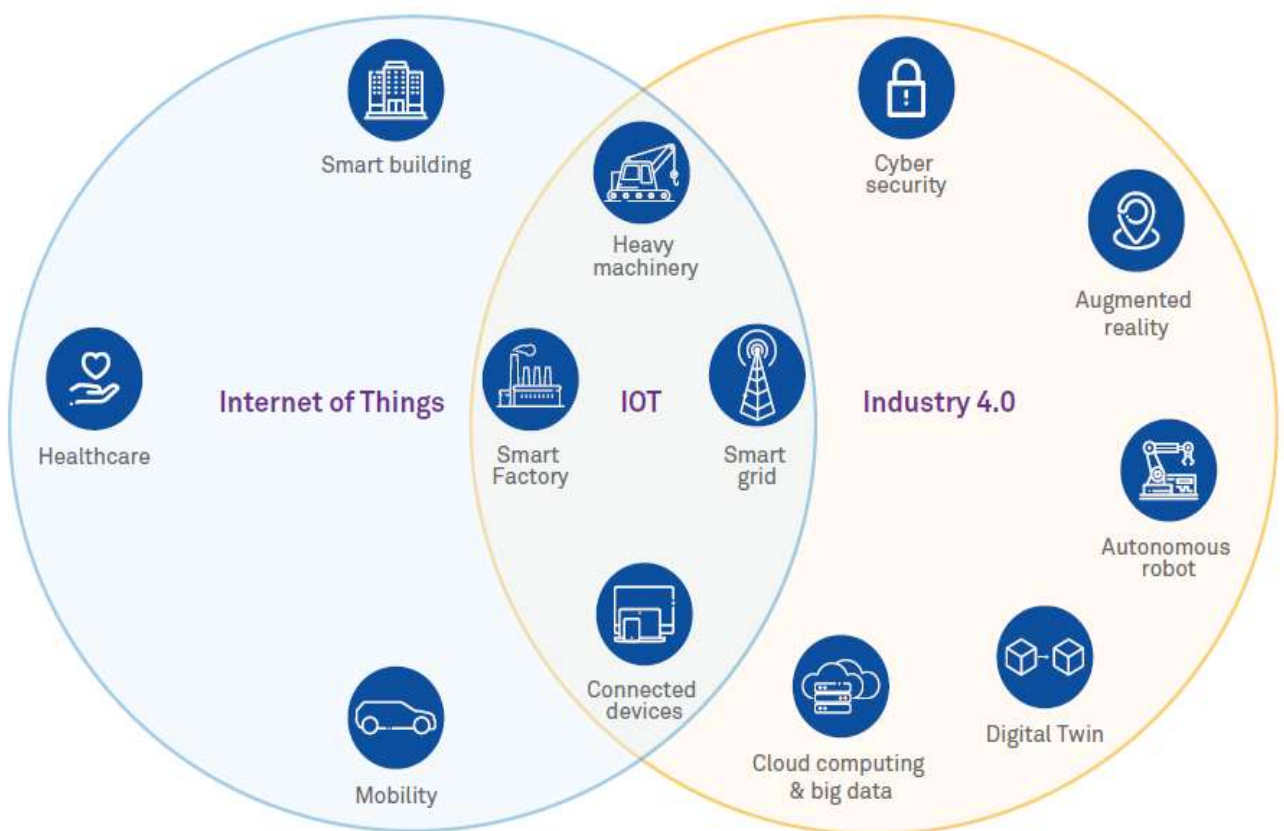 Smart building
Cyber
security
Heavy
machinery
Augmented
reality
Healthcare
Internet of Things
IOT
Industry 4.0
Smart
Factory
Smart
grid
Autonomous
robot
Connected
devices
Digital Twin
Mobility
Cloud computing
& big data